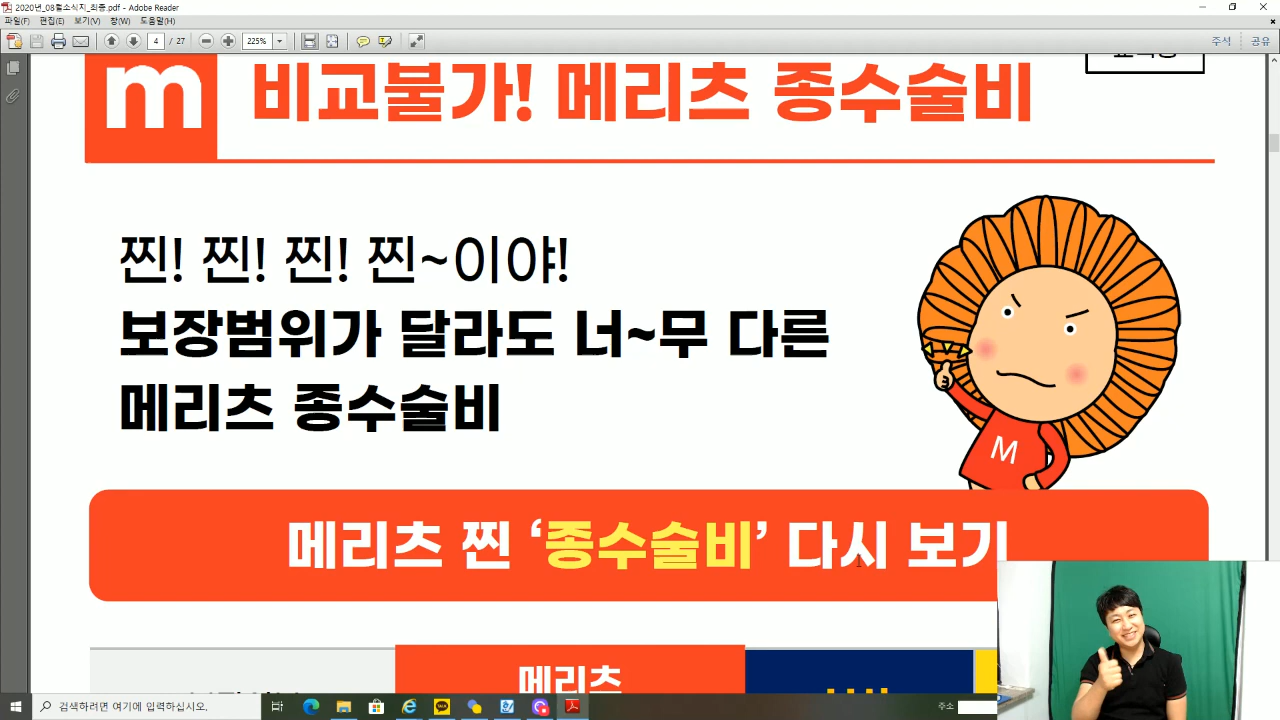 2020년_08월소식지_최종.pdf - Adobe Reader
파일(F) 편집(E) 보기(V) 창(W) 도움말(H)
4 / 27
225%
주석 공유
m 비교불가! 메리츠 종수술비
찐! 찐! 찐! 찐~이야!
보장범위가 달라도 너~무 다른
메리츠 종수술비
M
메리츠 찐 ‘종수술비’ 다시 보기
메리츠
검색하려면 여기에 입력하십시오.
TALK
주소